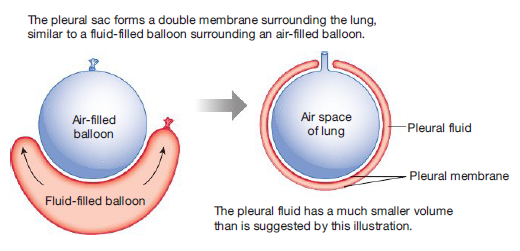 The pleural sac forms a double membrane surrounding the lung,
similar to a fluid-filled balloon surrounding an air-filled balloon.
Air-filled
balloon
Fluid-filled balloon
Air space
of lung
Pleural fluid
Pleural membrane
The pleural fluid has a much smaller volume
than is suggested by this illustration.